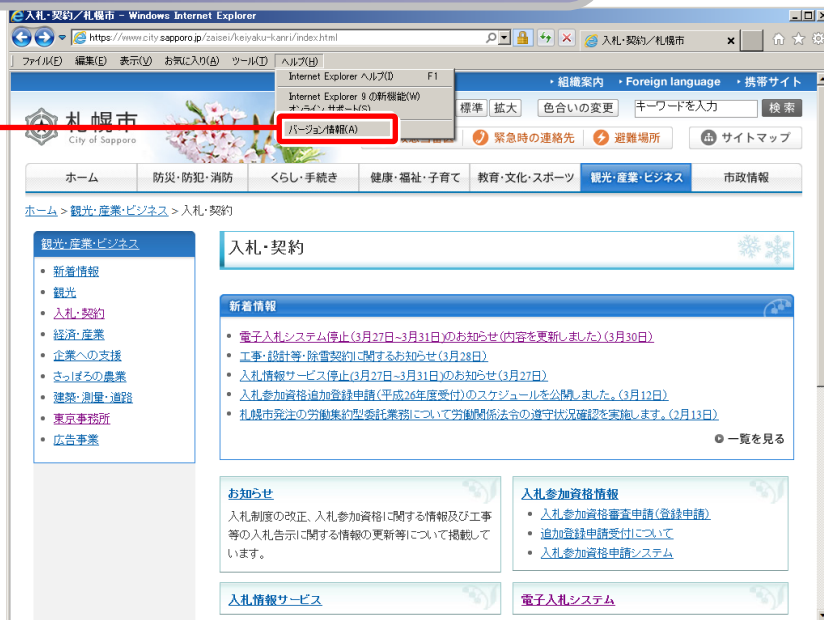 入札・契約／札幌市 - Windows Internet Explorer
https://www.city.sapporo.jp/zaisei/keiyaku-kanri/index.html
入札・契約／札幌市
ファイル(F) 編集(E) 表示(V) お気に入り(A) ツール(T) ヘルプ(H)
Internet Explorer ヘルプ(I) F1
Internet Explorer 9 の新機能(W)
オンライン サポート(S)
バージョン情報(A)
・組織案内 ・Foreign language ・携帯サイト
標準 拡大 色合いの変更 キーワードを入力 検索
札幌市
City of Sapporo
緊急時の連絡先 避難場所 サイトマップ
ホーム 防災・防犯・消防 くらし・手続き 健康・福祉・子育て 教育・文化・スポーツ 観光・産業・ビジネス 市政情報
ホーム > 観光・産業・ビジネス > 入札・契約
観光・産業・ビジネス
• 新着情報
• 観光
• 入札・契約
• 経済・産業
• 企業への支援
• さっぽろの農業
• 建築・測量・道路
• 東京事務所
• 広告事業
入札・契約
新着情報
• 電子入札システム停止(3月27日~3月31日)のお知らせ(内容を更新しました)(3月30日)
• 工事・設計等・除雪契約に関するお知らせ(3月28日)
• 入札情報サービス停止(3月27日~3月31日)のお知らせ(3月27日)
• 入札参加資格追加登録申請(平成26年度受付)のスケジュールを公開しました。(3月12日)
• 札幌市発注の労働集約型委託業務について労働関係法令の遵守状況確認を実施します。(2月13日)
一覧を見る
お知らせ
入札制度の改正、入札参加資格に関する情報及び工事
等の入札告示に関する情報の更新等について掲載して
います。
入札参加資格情報
• 入札参加資格審査申請(登録申請)
• 追加登録申請受付について
• 入札参加資格申請システム
入札情報サービス
電子入札システム